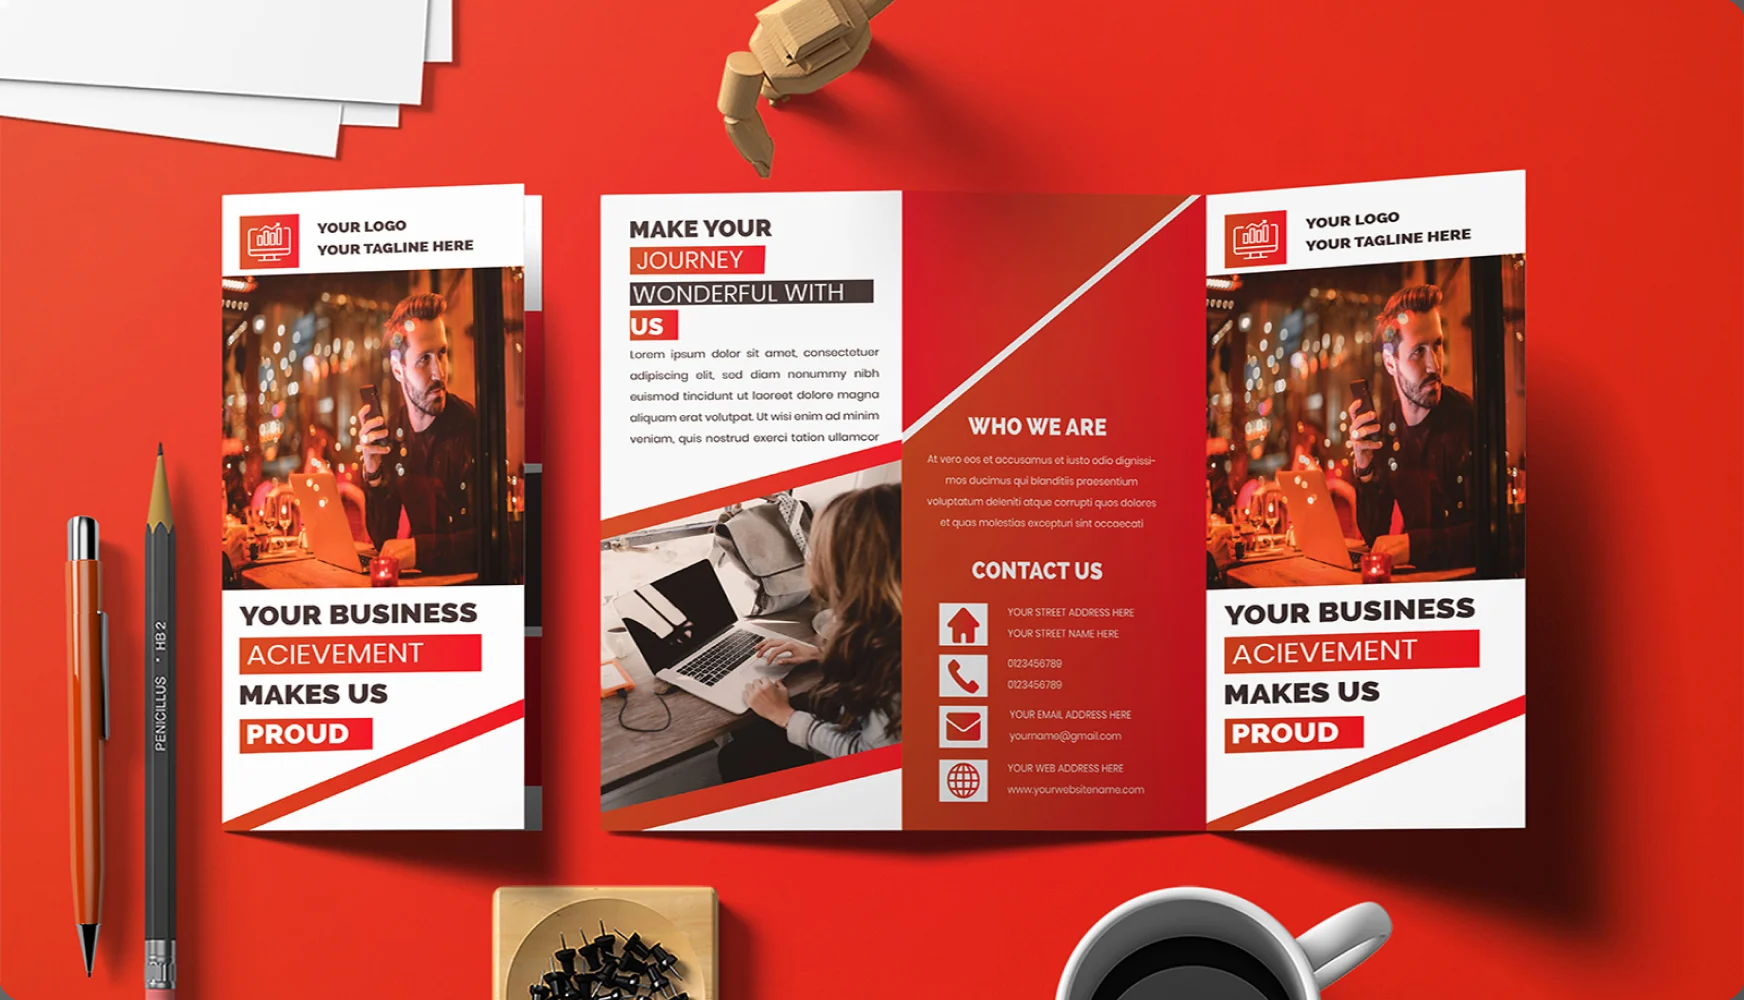 YOUR LOGO
YOUR TAGLINE HERE
YOUR BUSINESS
ACIEVEMENT
MAKES US
PROUD
PENCILLUS • HB 2
MAKE YOUR
JOURNEY
WONDERFUL WITH
US
Lorem ipsum dolor sit amet, consectetuer
adipiscing elit, sed diam nonummy nibh
euismod tincidunt ut laoreet dolore magna
aliquam erat volutpat. Ut wisi enim ad minim
veniam, quis nostrud exerci tation ullamcor
WHO WE ARE
At vero eos et accusamus et iusto odio dignissi-
mos ducimus qui blanditiis praesentium
voluptatum deleniti atque corrupti quos dolores
et quas molestias excepturi sint occaecati
CONTACT US
YOUR STREET ADDRESS HERE
YOUR STREET NAME HERE
0123456789
0123456789
YOUR EMAIL ADDRESS HERE
yourname@gmail.com
YOUR WEB ADDRESS HERE
www.yourwebsitename.com
YOUR LOGO
YOUR TAGLINE HERE
YOUR BUSINESS
ACIEVEMENT
MAKES US
PROUD